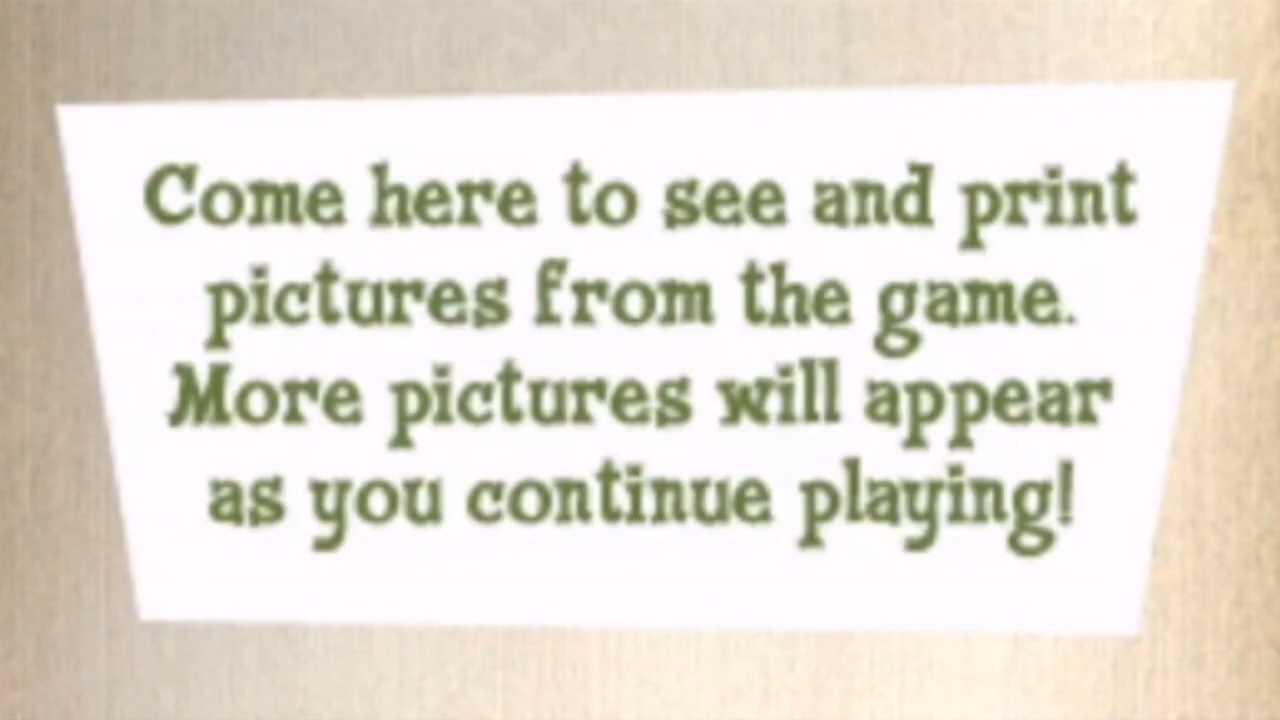 Come here to see and print
pictures from the game.
More pictures will appear
as you continue playing!